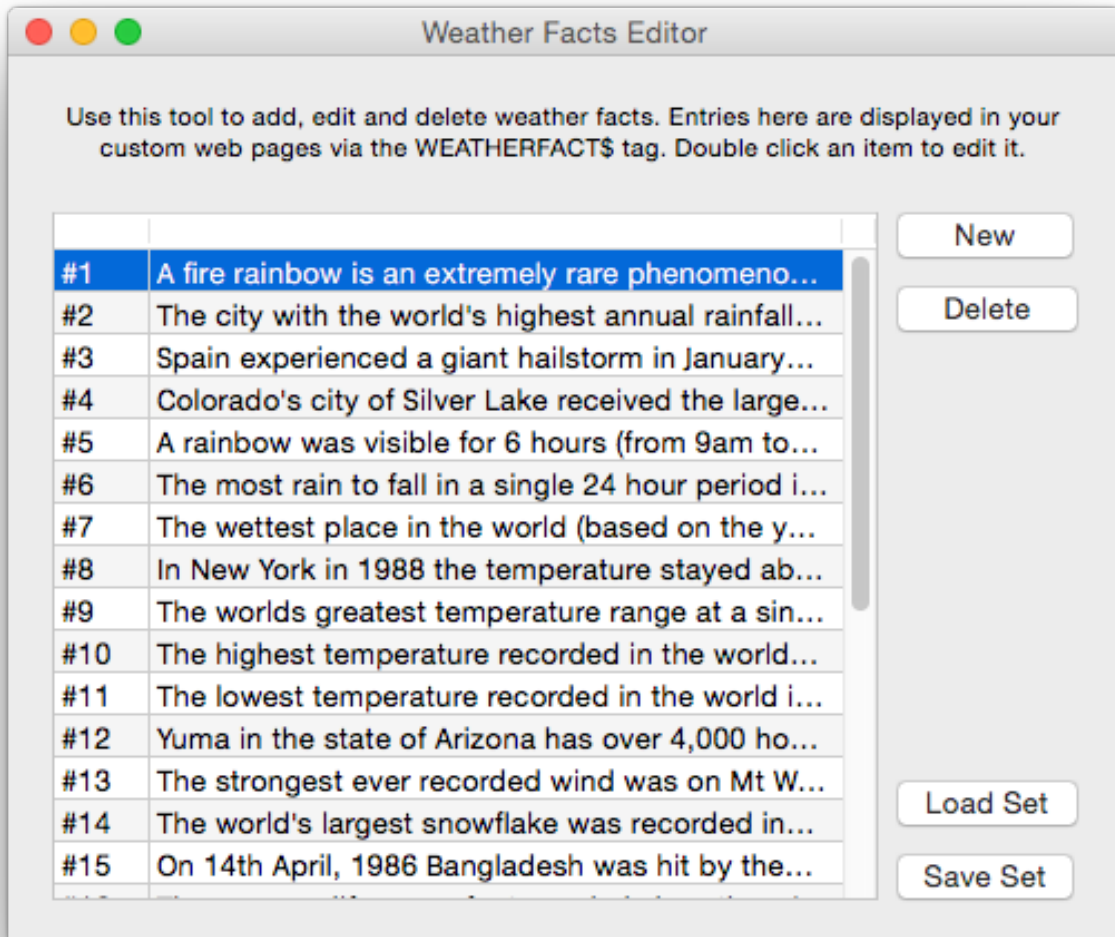 Weather Facts Editor
Use this tool to add, edit and delete weather facts. Entries here are displayed in your
custom web pages via the WEATHERFACT$ tag. Double click an item to edit it.
New
Delete
#1 A fire rainbow is an extremely rare phenomeno...
#2 The city with the world's highest annual rainfall...
#3 Spain experienced a giant hailstorm in January...
#4 Colorado's city of Silver Lake received the large...
#5 A rainbow was visible for 6 hours (from 9am to...
#6 The most rain to fall in a single 24 hour period i...
#7 The wettest place in the world (based on the y...
#8 In New York in 1988 the temperature stayed ab...
#9 The worlds greatest temperature range at a sin...
#10 The highest temperature recorded in the world...
#11 The lowest temperature recorded in the world i...
#12 Yuma in the state of Arizona has over 4,000 ho...
#13 The strongest ever recorded wind was on Mt W...
#14 The world's largest snowflake was recorded in...
#15 On 14th April, 1986 Bangladesh was hit by the...
Load Set
Save Set